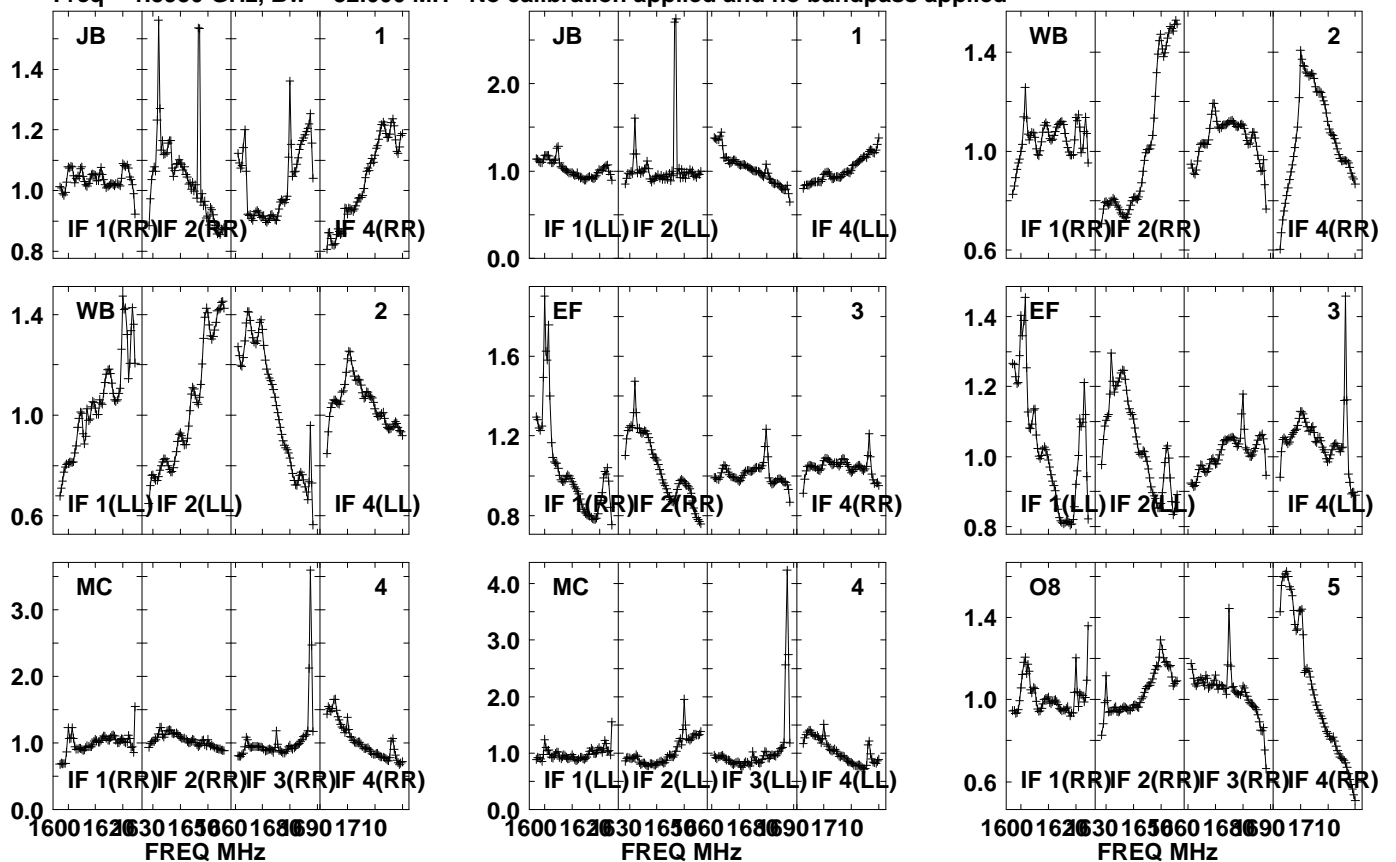 No calibration applied and no bandpass applied
JB 1 JB 1 WB 2
1.4 2.0 1.4
1.2 1.0
1.0 1.0 1.0
0.8 IF 1(RR) IF 2(RR) IF 4(RR) 0.0 IF 1(LL) IF 2(LL) IF 4(LL) 0.6 IF 1(RR) IF 2(RR) IF 4(RR)
WB 2 EF 3 EF 3
1.4 1.6 1.4
1.2
1.0 1.2 1.0
0.6 IF 1(LL) IF 2(LL) IF 4(LL) 0.8 IF 1(RR) IF 2(RR) IF 4(RR) 0.8 IF 1(LL) IF 2(LL) IF 4(LL)
MC 4 MC 4 O8 5
3.0 4.0 1.4
2.0 3.0
2.0 1.0
1.0 1.0
IF 1(RR) IF 2(RR) IF 3(RR) IF 4(RR) IF 1(LL) IF 2(LL) IF 3(LL) IF 4(LL) 0.6 IF 1(RR) IF 2(RR) IF 3(RR) IF 4(RR)
0.0 0.0
1600 1710 1600 1710 1600 1710
FREQ MHz FREQ MHz